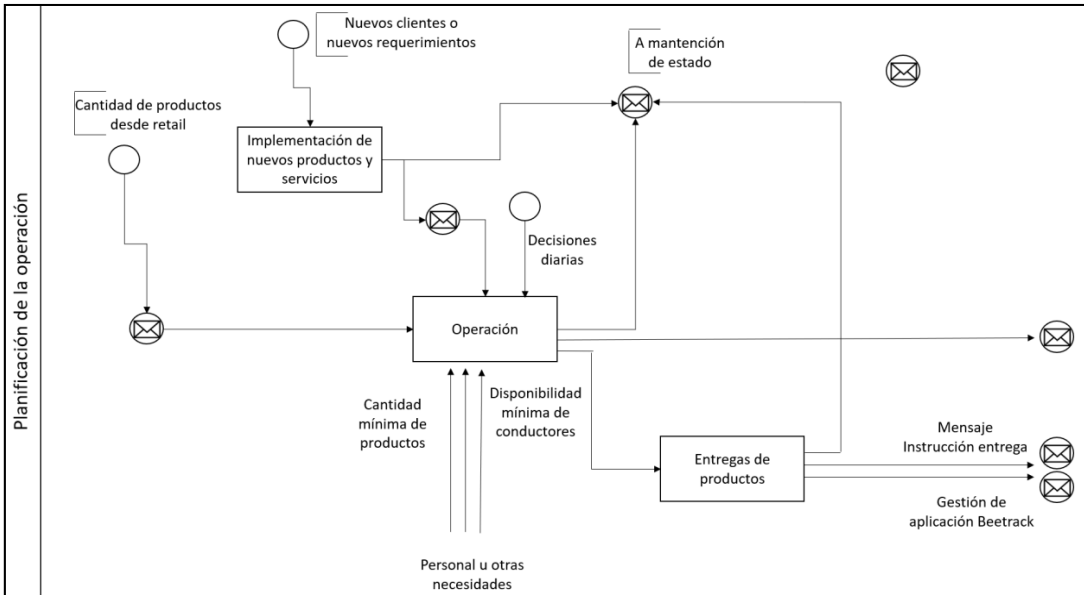 Planificación de la operación
Nuevos clientes o
nuevos requerimientos
A mantención
de estado
Cantidad de productos
desde retail
Implementación de
nuevos productos y
servicios
Decisiones
diarias
Operación
Cantidad
mínima de
productos
Disponibilidad
mínima de
conductores
Mensaje
Instrucción entrega
Entregas de
productos
Gestión de
aplicación Beetrack
Personal u otras
necesidades